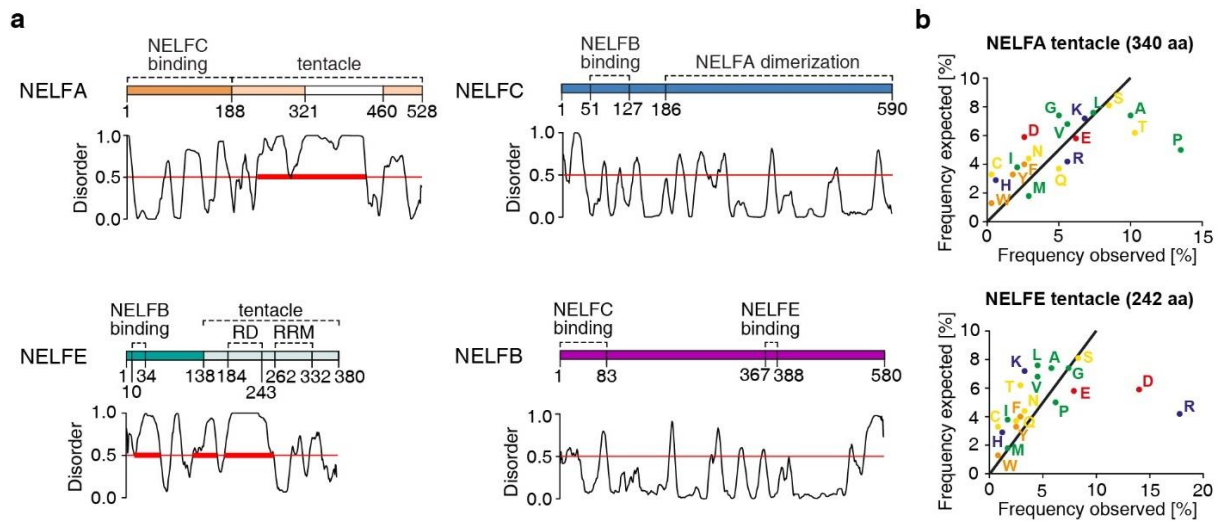 a
NELFC
binding
tentacle
NELFA
1 188 321 460 528
1.0
0.5
0.0
Disorder
NELFB
binding
NELFA dimerization
NELFC
1 51 127 186 590
1.0
0.5
0.0
Disorder
NELFB
binding
tentacle
RD RRM
NELFE
1 34 138 184 262 332 380
10 243
1.0
0.5
0.0
Disorder
NELFC
binding
NELFE
binding
NELFB
1 83 367 388 580
1.0
0.5
0.0
Disorder
b
NELFA tentacle (340 aa)
Frequency expected [%]
10
8
6
4
2
0
S
G K L A
V T
D E P
R
C I N
F
Y Q
H M
W
0 5 10 15
Frequency observed [%]
NELFE tentacle (242 aa)
Frequency expected [%]
10
8
6
4
2
0
L A S
K G
V
T E D
P
F N R
C I
Q
H Y
M
W
0 5 10 15 20
Frequency observed [%]